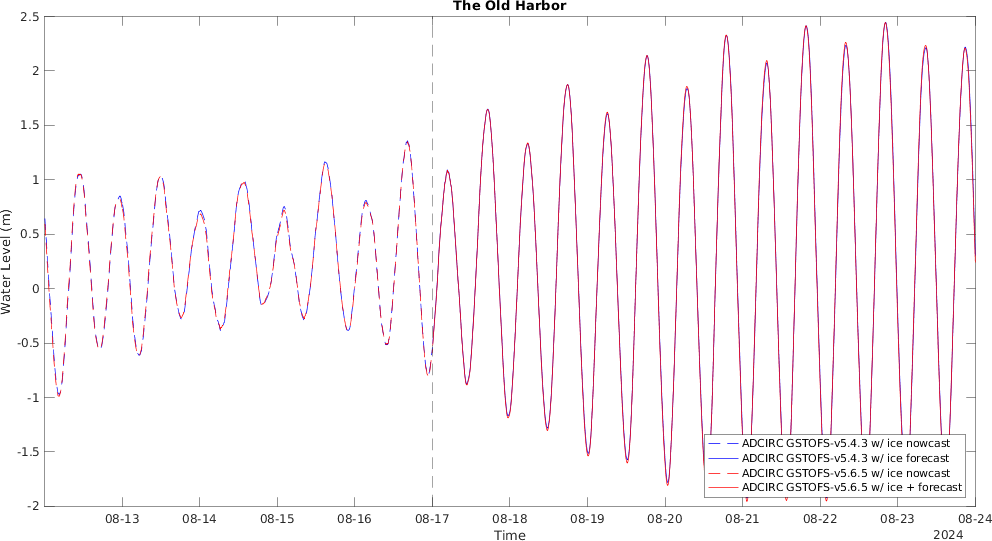 The Old Harbor
2.5
2
1.5
1
0.5
0
-0.5
-1
-1.5
-2
Water Level (m)
ADCIRC GSTOFS-v5.4.3 w/ ice nowcast
ADCIRC GSTOFS-v5.4.3 w/ ice forecast
ADCIRC GSTOFS-v5.6.5 w/ ice nowcast
ADCIRC GSTOFS-v5.6.5 w/ ice + forecast
08-13 08-14 08-15 08-16 08-17 08-18 08-19 08-20 08-21 08-22 08-23 08-24
Time
2024